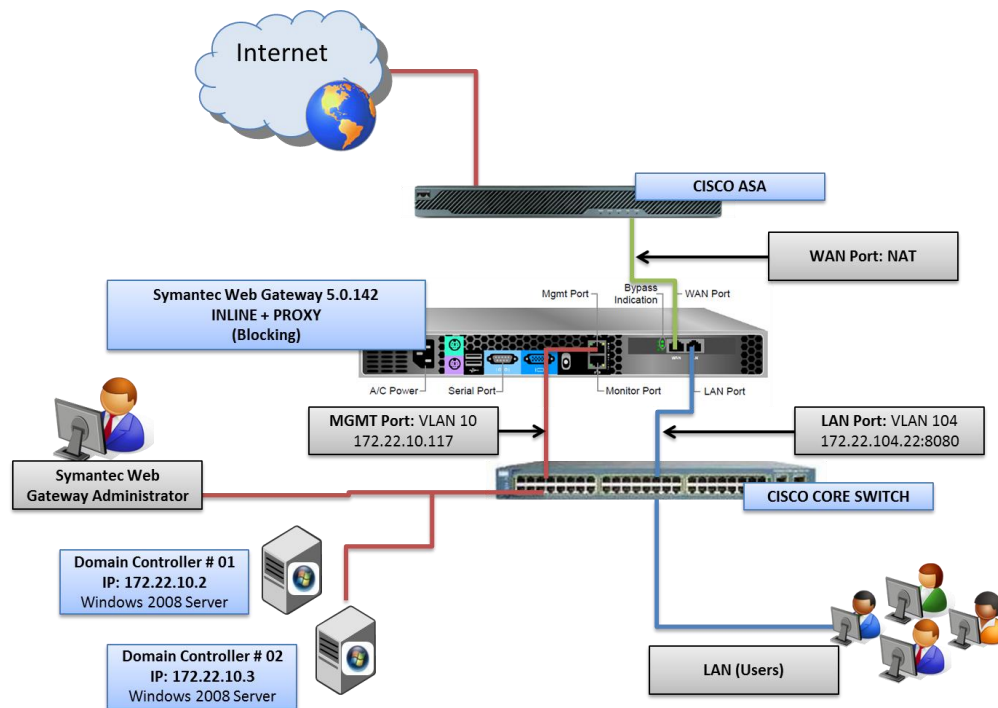 Internet
CISCO ASA
WAN Port: NAT
Symantec Web Gateway 5.0.142
INLINE + PROXY
(Blocking)
Mgmt Port
Bypass
Indication
WAN Port
WAN
A/C Power
Serial Port
Monitor Port
LAN Port
MGMT Port: VLAN 10
172.22.10.117
LAN Port: VLAN 104
172.22.104.22:8080
Symantec Web
Gateway Administrator
CISCO CORE SWITCH
Domain Controller # 01
IP: 172.22.10.2
Windows 2008 Server
Domain Controller # 02
IP: 172.22.10.3
Windows 2008 Server
LAN (Users)